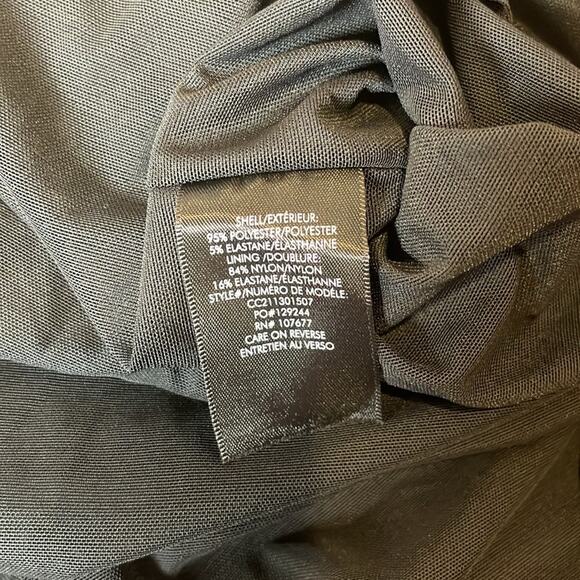 SHELL/EXTÉRIEUR:
95% POLYESTER/POLYESTER
5% ELASTANE/ÉLASTHANNE
LINING /DOUBLURE:
84% NYLON/NYLON
16% ELASTANE/ÉLASTHANNE
STYLE#/NUMÉRO DE MODÈLE:
CC211301507
PO#129244
RN# 107677
CARE ON REVERSE
ENTRETIEN AU VERSO